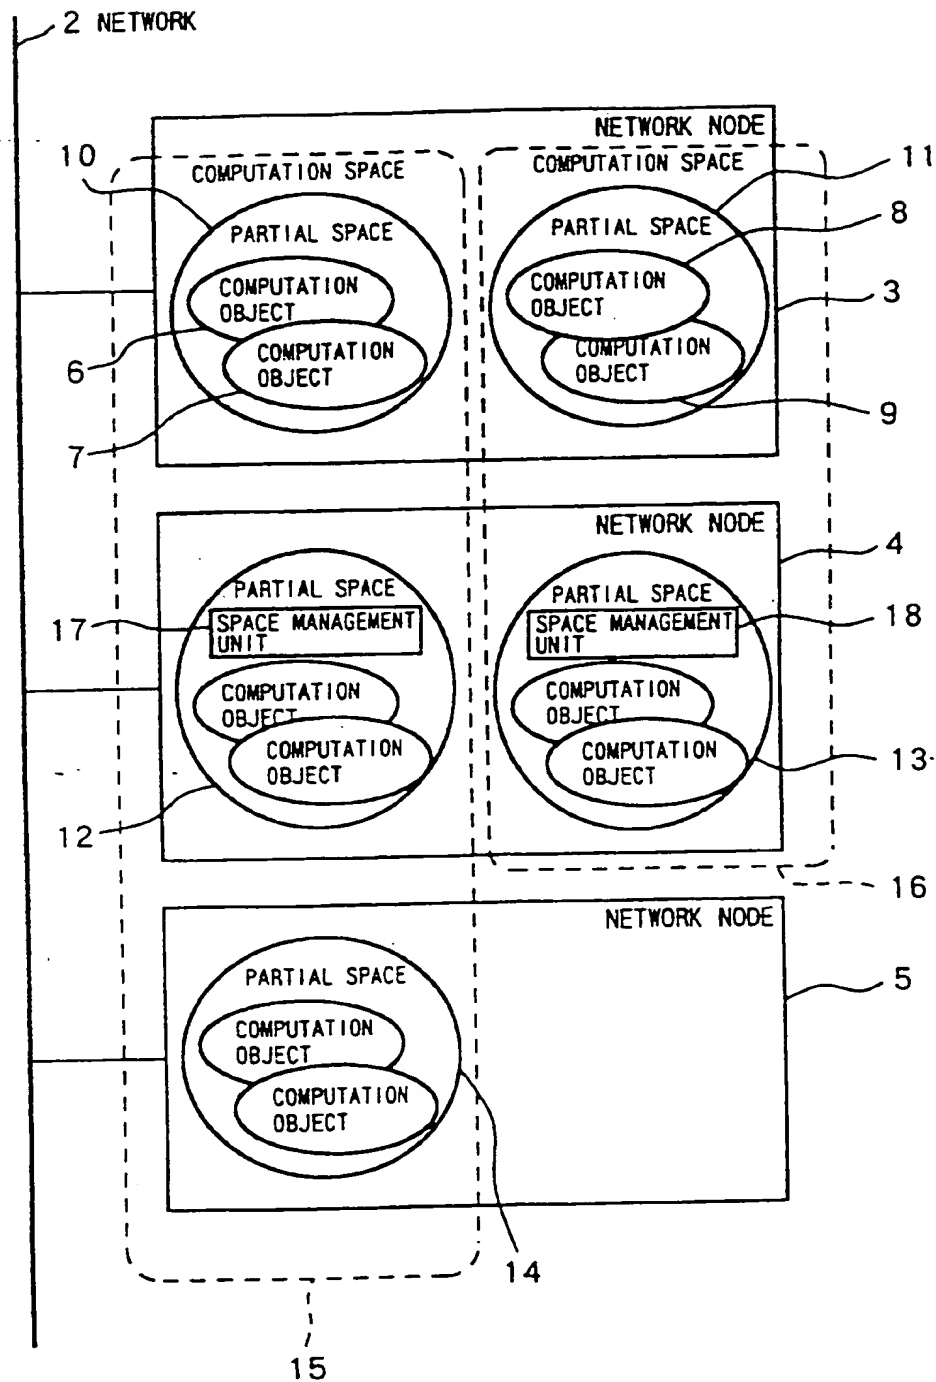 2 NETWORK
NETWORK NODE
10
COMPUTATION SPACE
COMPUTATION SPACE
11
PARTIAL SPACE
PARTIAL SPACE
8
COMPUTATION
OBJECT
COMPUTATION
OBJECT
3
6
COMPUTATION
OBJECT
COMPUTATION
OBJECT
7
9
NETWORK NODE
4
PARTIAL SPACE
PARTIAL SPACE
17
SPACE MANAGEMENT
UNIT
SPACE MANAGEMENT
UNIT
18
COMPUTATION
OBJECT
COMPUTATION
OBJECT
COMPUTATION
OBJECT
COMPUTATION
OBJECT
13
12
16
NETWORK NODE
PARTIAL SPACE
5
COMPUTATION
OBJECT
COMPUTATION
OBJECT
14
15